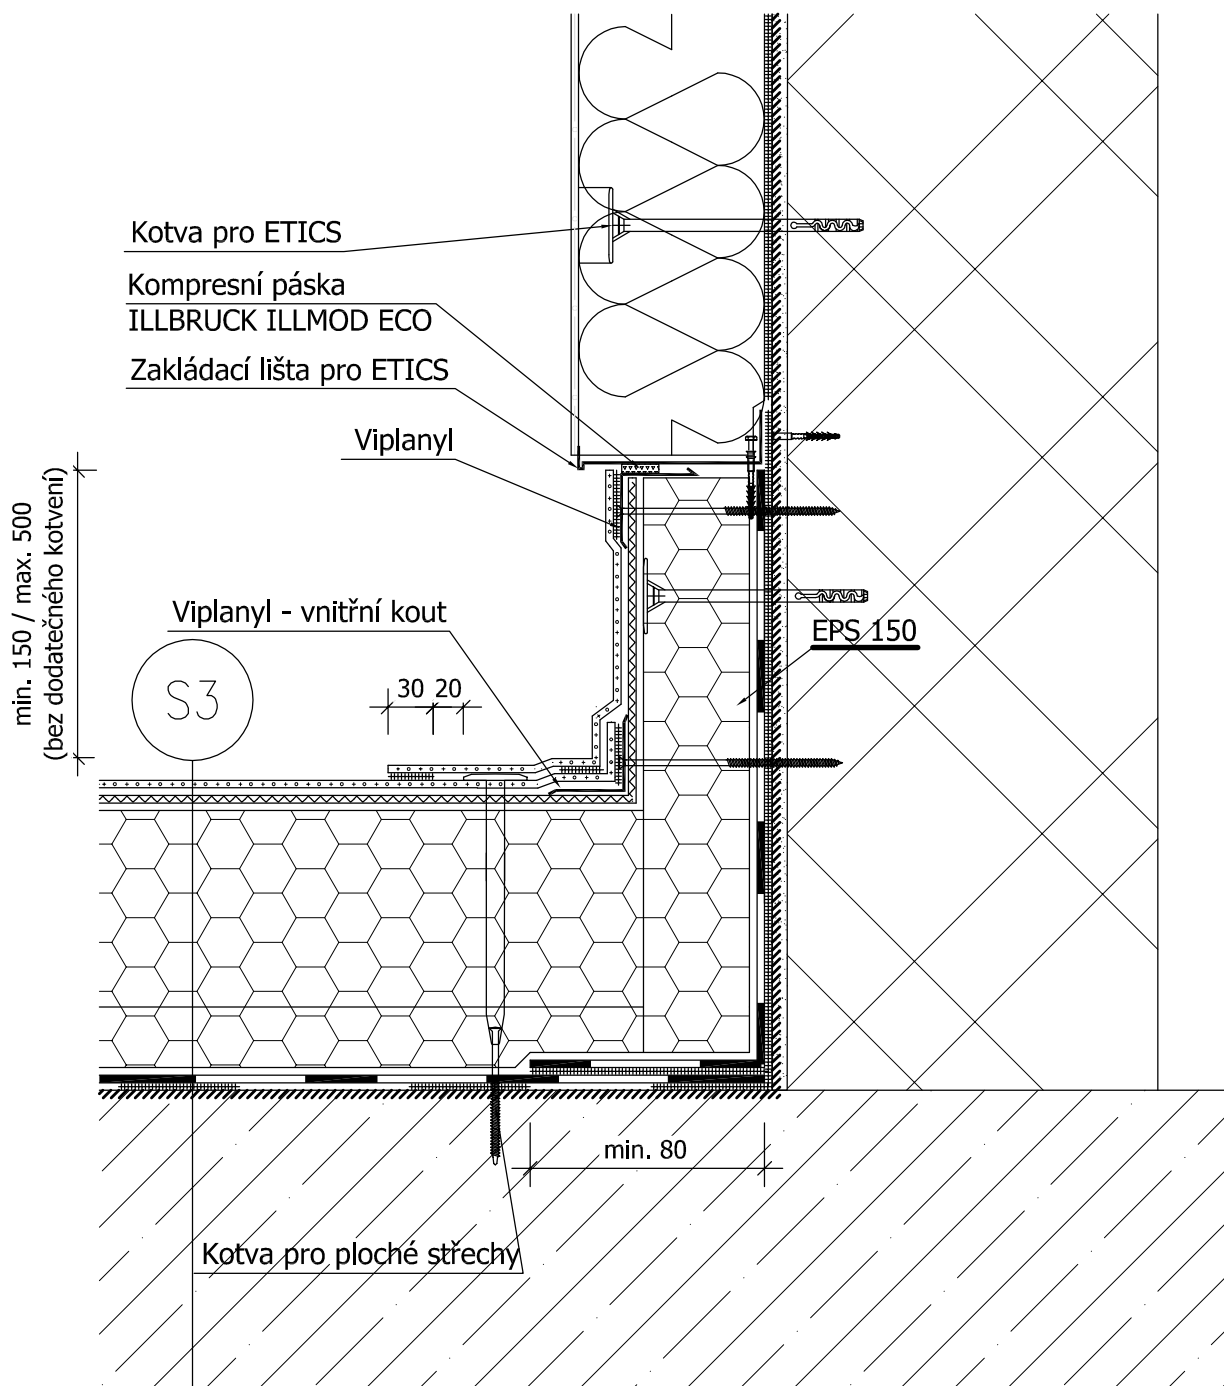 Kotva pro ETICS
Kompresní páska
ILLBRUCK ILLMOD ECO
Zakládací lišta pro ETICS
Viplanyl
min. 150 / max. 500
(bez dodatečného kotvení)
Viplanyl - vnitřní kout
EPS 150
S3
30 20
min. 80
Kotva pro ploché střechy